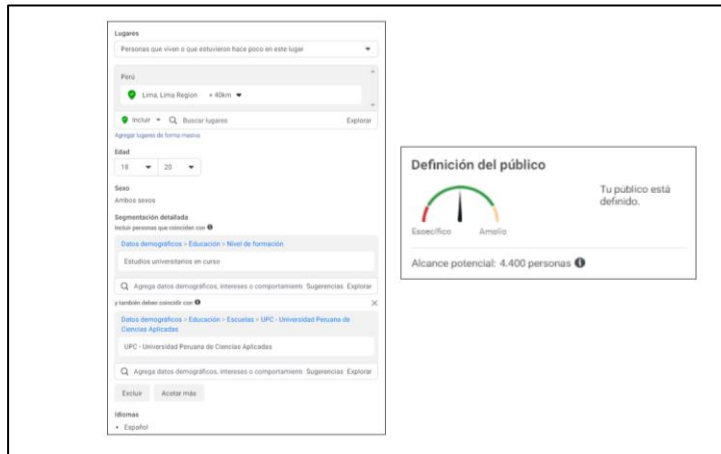 Lugares
Personas que viven o que estuvieron hace poco en este lugar
Perú
Lima, Lima Region + 40km
Incluir Buscar lugares Explorar
Agregar lugares de forma masiva
Edad
18 20
Sexo
Ambos sexos
Segmentación detallada
Incluir personas que coinciden con
Datos demográficos > Educación > Nivel de formación
Estudios universitarios en curso
Agrega datos demográficos, intereses o comportamien Sugerencias Explorar
y también deben coincidir con
Datos demográficos > Educación > Escuelas > UPC - Universidad Peruana de
Ciencias Aplicadas
UPC - Universidad Peruana de Ciencias Aplicadas
Agrega datos demográficos, intereses o comportamien Sugerencias Explorar
Excluir Acotar más
Idiomas
• Español
Definición del público
Tu público está
definido.
Específico Amplio
Alcance potencial: 4.400 personas